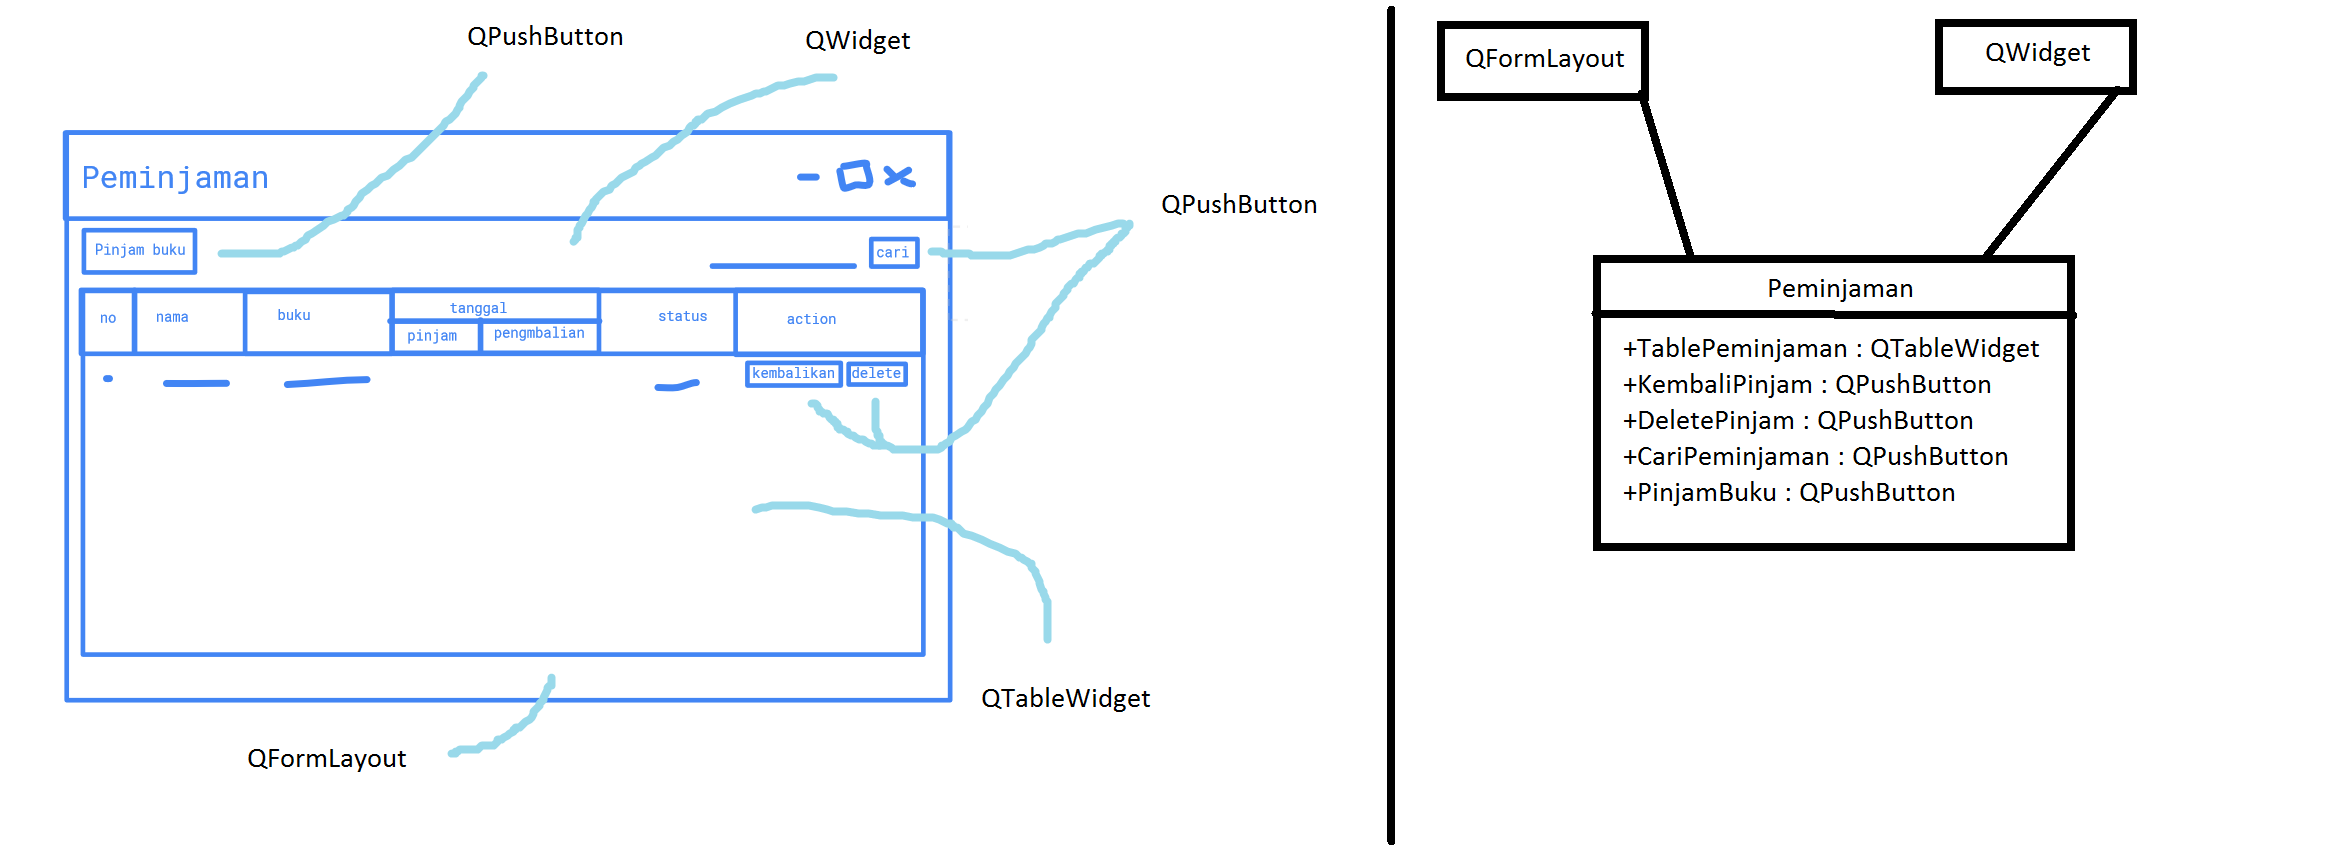 QPushButton
QWidget
Peminjaman
QPushButton
Pinjam buku
cari
no
nama
buku
tanggal
pinjam
pengmbalian
status
action
kembalikan
delete
QTableWidget
QFormLayout
QFormLayout
QWidget
Peminjaman
+TablePeminjaman : QTableWidget
+KembaliPinjam : QPushButton
+DeletePinjam : QPushButton
+CariPeminjaman : QPushButton
+PinjamBuku : QPushButton